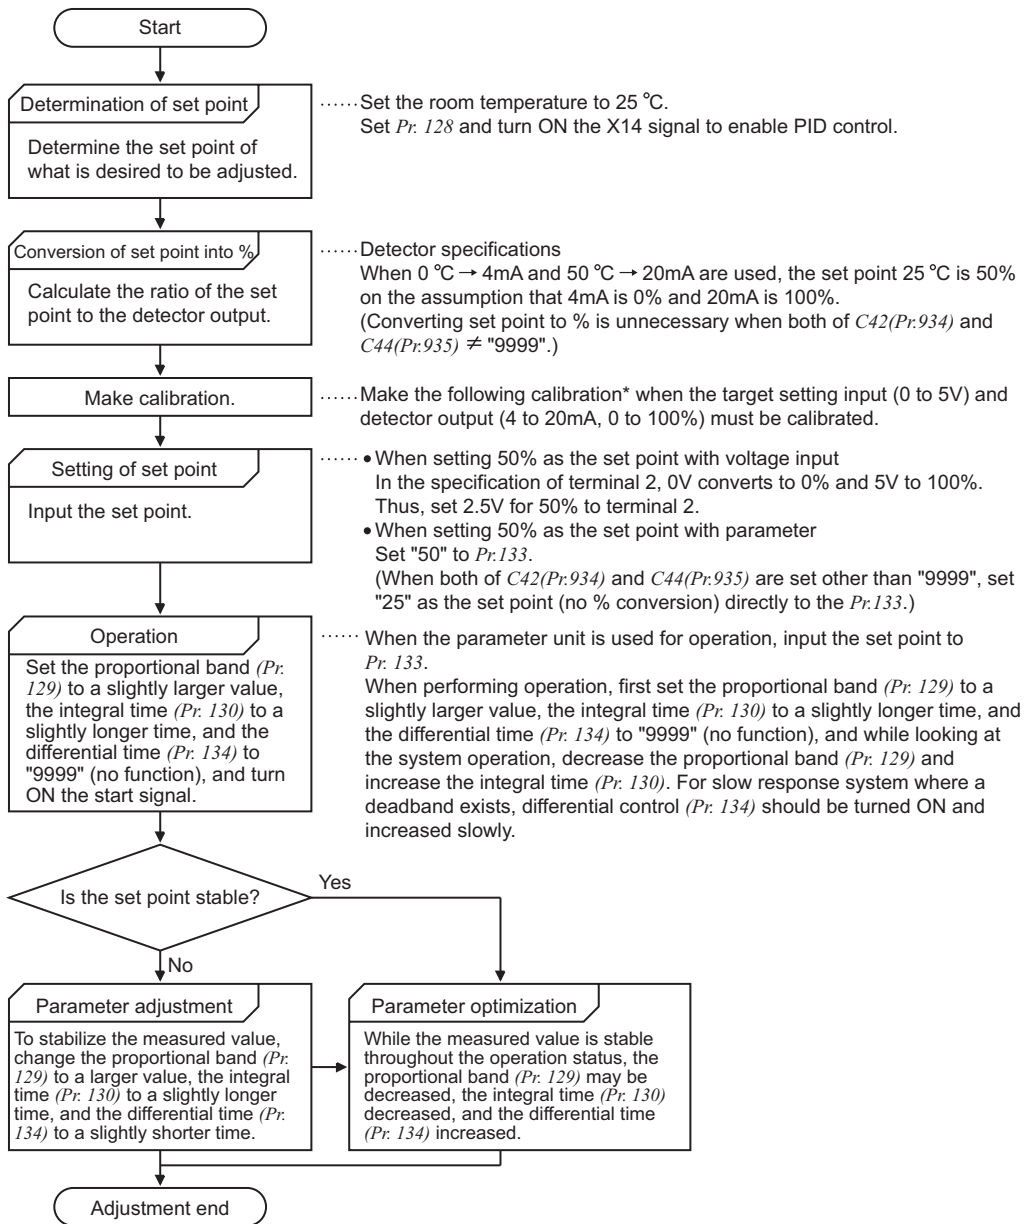 Start
Determination of set point
Determine the set point of
what is desired to be adjusted.
······Set the room temperature to 25 °C.
Set Pr. 128 and turn ON the X14 signal to enable PID control.
Conversion of set point into %
Calculate the ratio of the set
point to the detector output.
······Detector specifications
When 0 °C → 4mA and 50 °C → 20mA are used, the set point 25 °C is 50%
on the assumption that 4mA is 0% and 20mA is 100%.
(Converting set point to % is unnecessary when both of C42(Pr.934) and
C44(Pr.935) ≠ "9999".)
Make calibration.
······Make the following calibration* when the target setting input (0 to 5V) and
detector output (4 to 20mA, 0 to 100%) must be calibrated.
Setting of set point
Input the set point.
······• When setting 50% as the set point with voltage input
In the specification of terminal 2, 0V converts to 0% and 5V to 100%.
Thus, set 2.5V for 50% to terminal 2.
• When setting 50% as the set point with parameter
Set "50" to Pr.133.
(When both of C42(Pr.934) and C44(Pr.935) are set other than "9999", set
"25" as the set point (no % conversion) directly to the Pr.133.)
Operation
Set the proportional band (Pr.
129) to a slightly larger value,
the integral time (Pr. 130) to a
slightly longer time, and the
differential time (Pr. 134) to
"9999" (no function), and turn
ON the start signal.
······ When the parameter unit is used for operation, input the set point to
Pr. 133.
When performing operation, first set the proportional band (Pr. 129) to a
slightly larger value, the integral time (Pr. 130) to a slightly longer time, and
the differential time (Pr. 134) to "9999" (no function), and while looking at
the system operation, decrease the proportional band (Pr. 129) and
increase the integral time (Pr. 130). For slow response system where a
deadband exists, differential control (Pr. 134) should be turned ON and
increased slowly.
Is the set point stable?
Yes
No
Parameter adjustment
To stabilize the measured value,
change the proportional band (Pr.
129) to a larger value, the integral
time (Pr. 130) to a slightly longer
time, and the differential time (Pr.
134) to a slightly shorter time.
Parameter optimization
While the measured value is stable
throughout the operation status, the
proportional band (Pr. 129) may be
decreased, the integral time (Pr. 130)
decreased, and the differential time
(Pr. 134) increased.
Adjustment end